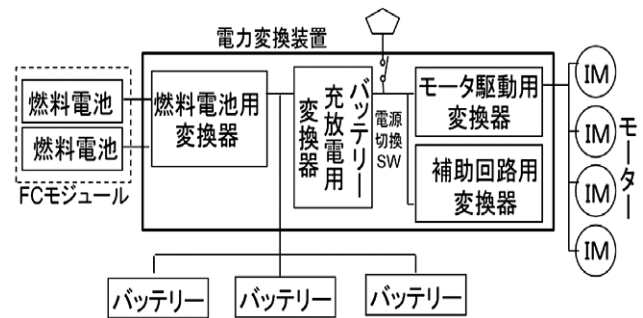 電力変換装置
燃料電池
燃料電池
FCモジュール
燃料電池用
変換器
バッテリー
充放電用
変換器
電源
切換
SW
モータ駆動用
変換器
補助回路用
変換器
IM
IM
IM
IM
モーター
バッテリー
バッテリー
バッテリー